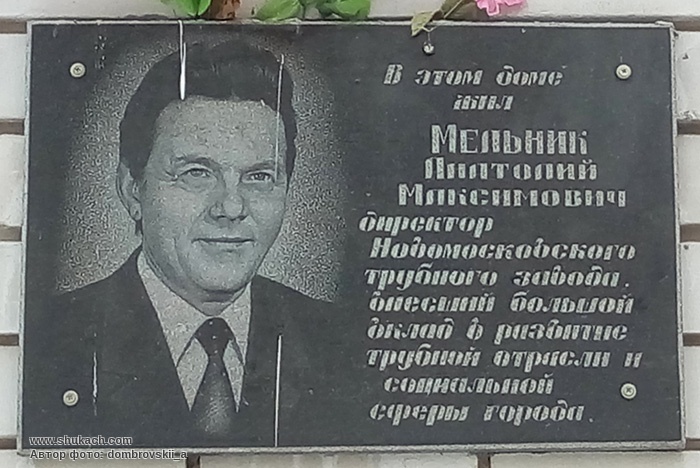 В этом доме
жил
МЕЛЬНИК
Анатолий
Максимович
директор
Новомосковского
трубного завода,
внесший большой
вклад в развитие
трубной отрасли и
социальной
сферы города.
www.shukach.com
Автор фото: dombrovskii_a